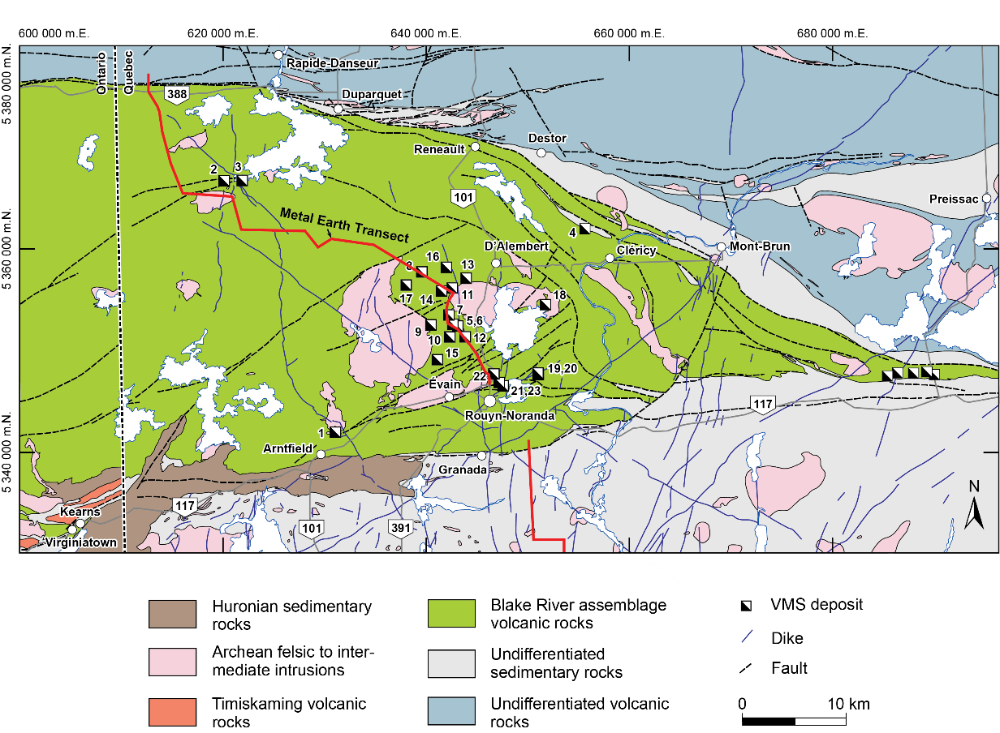 600 000 m.E.
620 000 m.E.
640 000 m.E.
660 000 m.E.
680 000 m.E.
5 380 000 m.N.
5 360 000 m.N.
5 340 000 m.N.
Ontario
Quebec
388
Rapide-Danseur
Duparquet
Reneault
Destor
Preissac
2
3
101
4
Metal Earth Transect
D'Alembert
Cléricy
Mont-Brun
8
16
13
17
14
11
18
7
5,6
9
10
12
15
22
19,20
21,23
Évain
Rouyn-Noranda
117
1
Arntfield
Granada
Kearns
Virginiatown
117
101
391
N
Huronian sedimentary
rocks
Archean felsic to inter-
mediate intrusions
Timiskaming volcanic
rocks
Blake River assemblage
volcanic rocks
Undifferentiated
sedimentary rocks
Undifferentiated volcanic
rocks
VMS deposit
Dike
Fault
0
10 km